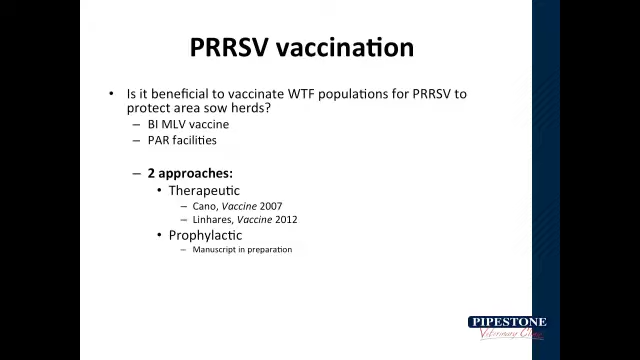 PRRSV vaccination
• Is it beneficial to vaccinate WTF populations for PRRSV to
protect area sow herds?
– BI MLV vaccine
– PAR facilities
– 2 approaches:
• Therapeutic
– Cano, Vaccine 2007
– Linhares, Vaccine 2012
• Prophylactic
– Manuscript in preparation
PIPESTONE
Veterinary Clinic